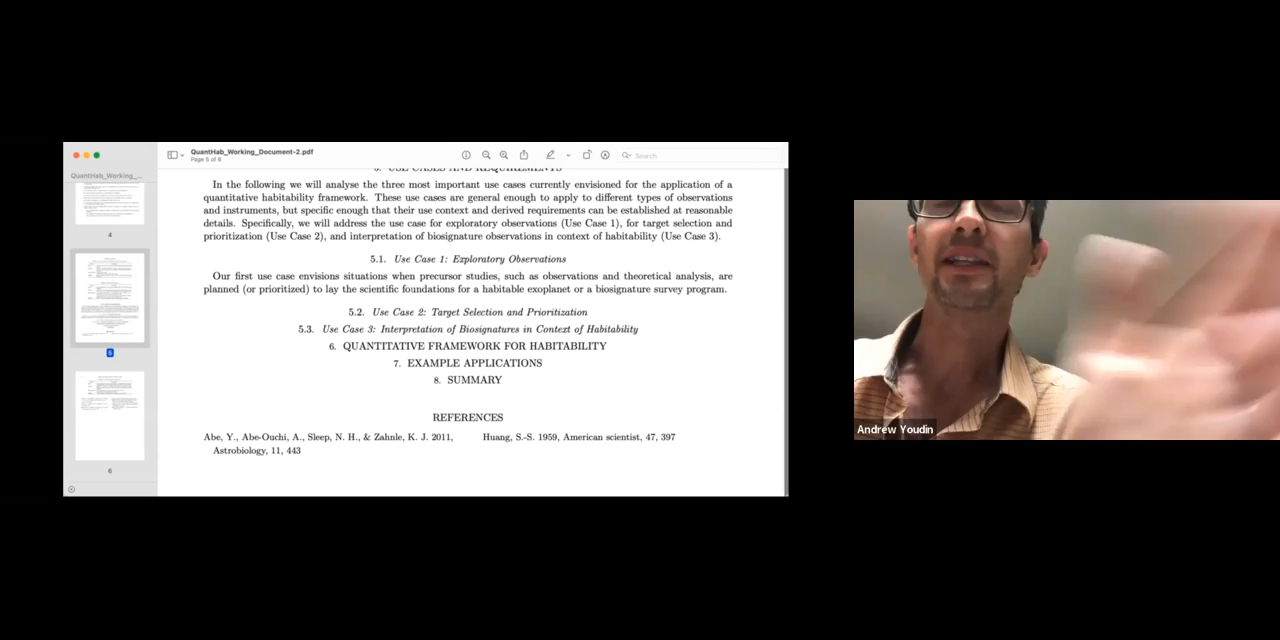 QuantHab_Working_Document-2.pdf
Page 5 of 6
Search
QuantHab_Working_...
4
5
6
5. USE CASES AND REQUIREMENTS
In the following we will analyse the three most important use cases currently envisioned for the application of a
quantitative habitability framework. These use cases are general enough to apply to different types of observations
and instruments, but specific enough that their use context and derived requirements can be established at reasonable
details. Specifically, we will address the use case for exploratory observations (Use Case 1), for target selection and
prioritization (Use Case 2), and interpretation of biosignature observations in context of habitability (Use Case 3).
5.1. Use Case 1: Exploratory Observations
Our first use case envisions situations when precursor studies, such as observations and theoretical analysis, are
planned (or prioritized) to lay the scientific foundations for a habitable exoplanet or a biosignature survey program.
5.2. Use Case 2: Target Selection and Prioritization
5.3. Use Case 3: Interpretation of Biosignatures in Context of Habitability
6. QUANTITATIVE FRAMEWORK FOR HABITABILITY
7. EXAMPLE APPLICATIONS
8. SUMMARY
REFERENCES
Abe, Y., Abe-Ouchi, A., Sleep, N. H., & Zahnle, K. J. 2011,
Astrobiology, 11, 443
Huang, S.-S. 1959, American scientist, 47, 397
Andrew Youdin